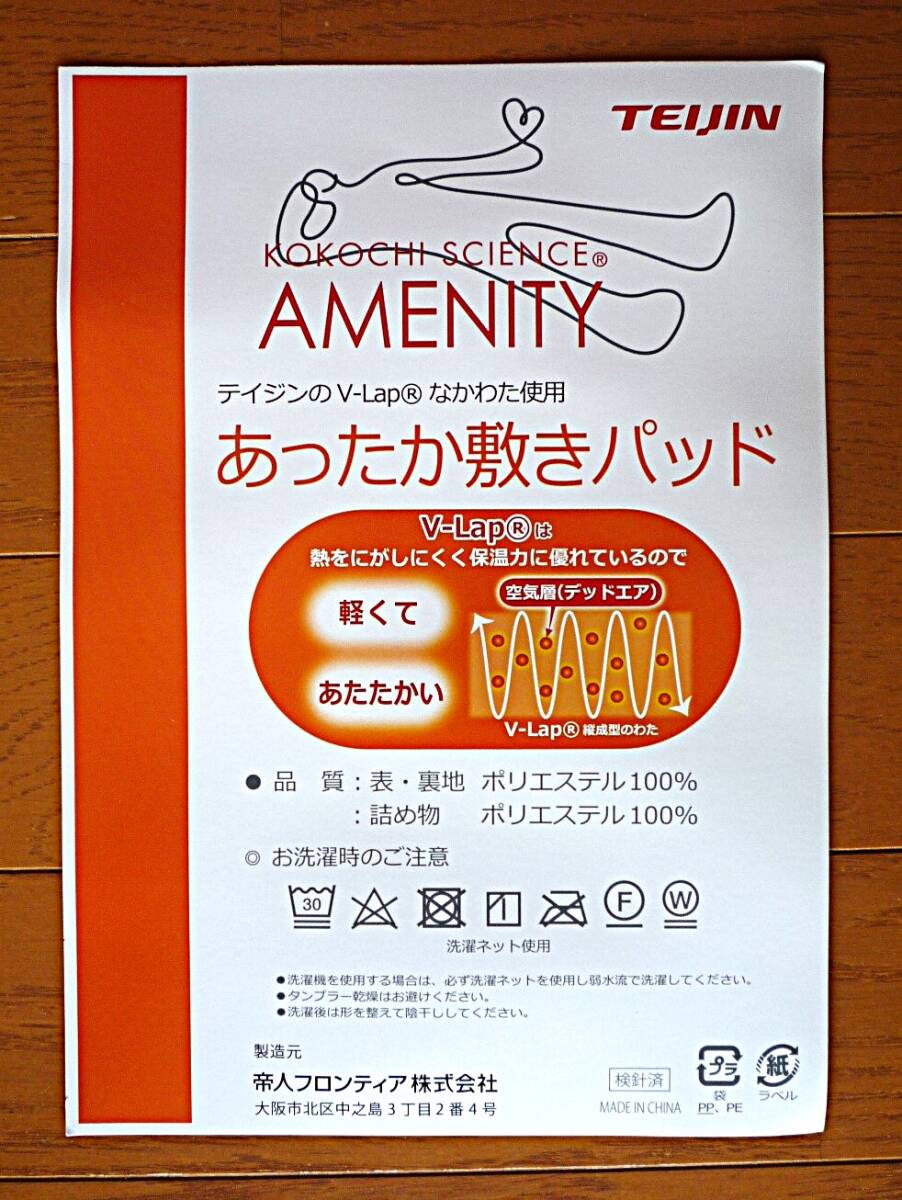 TEIJIN
KOKOCHI SCIENCE®
AMENITY
テイジンの V-Lap® なかわた使用
あったか敷きパッド
V-Lap®は
熱をにがしにくく保温力に優れているので
軽くて
あたたかい
空気層(デッドエア)
V-Lap® 縦成型のわた
● 品　質：表・裏地 ポリエステル100%
：詰め物 ポリエステル100%
◎ お洗濯時のご注意
30
F
W
洗濯ネット使用
●洗濯機を使用する場合は、必ず洗濯ネットを使用し弱水流で洗濯してください。
●タンブラー乾燥はお避けください。
●洗濯後は形を整えて陰干ししてください。
製造元
帝人フロンティア株式会社
大阪市北区中之島3丁目2番4号
検針済
MADE IN CHINA
プラ
袋
PP、PE
紙
ラベル